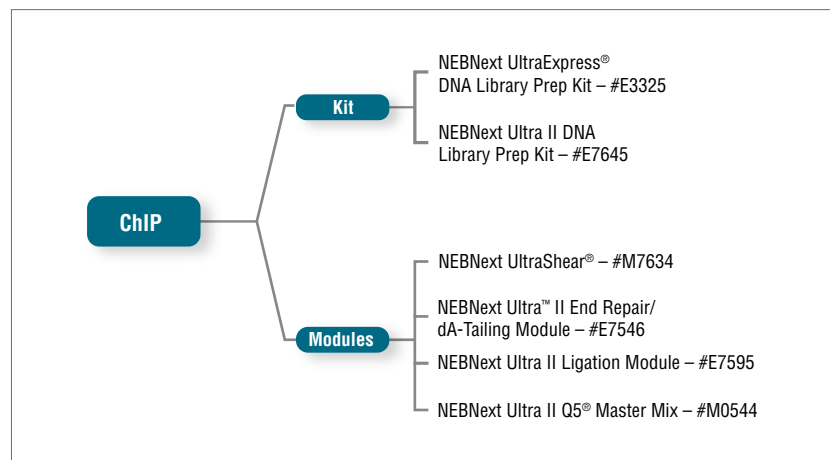 ChIP
Kit
NEBNext UltraExpress®
DNA Library Prep Kit – #E3325
NEBNext Ultra II DNA
Library Prep Kit – #E7645
Modules
NEBNext UltraShear® – #M7634
NEBNext Ultra™ II End Repair/
dA-Tailing Module – #E7546
NEBNext Ultra II Ligation Module – #E7595
NEBNext Ultra II Q5® Master Mix – #M0544